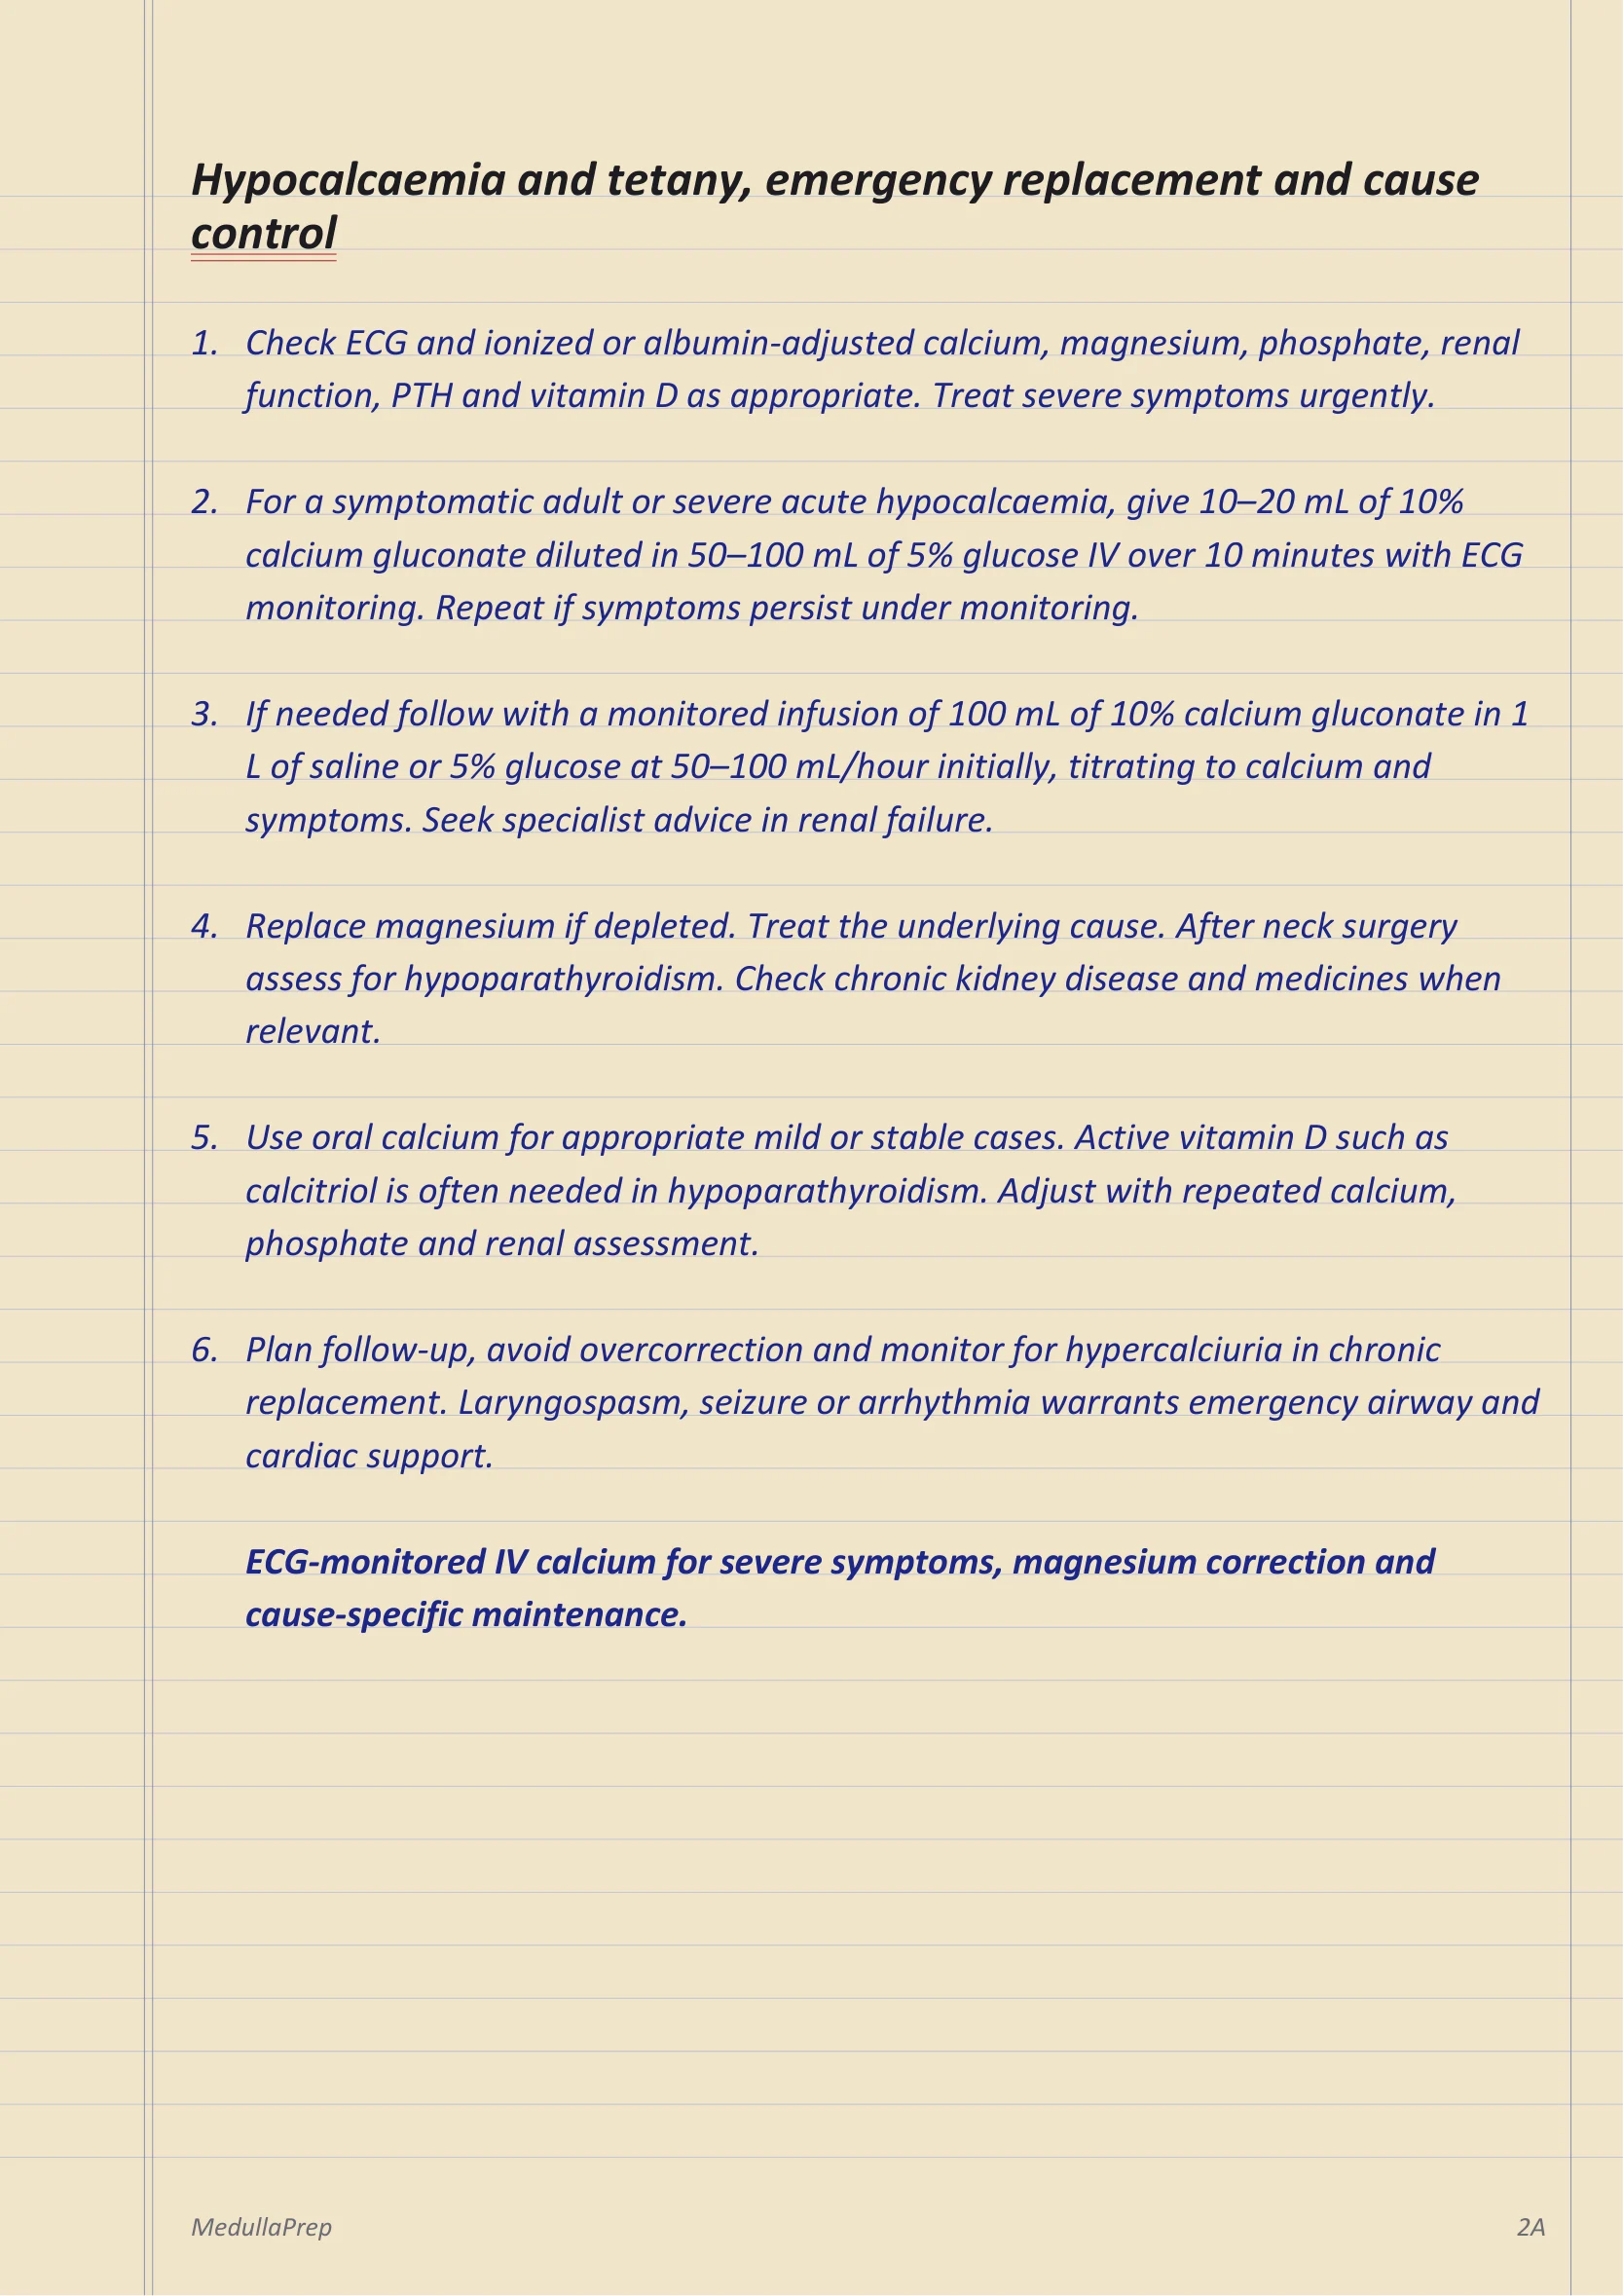 Hypocalcaemia and tetany, emergency replacement and cause
control
1. Check ECG and ionized or albumin-adjusted calcium, magnesium, phosphate, renal
function, PTH and vitamin D as appropriate. Treat severe symptoms urgently.
2. For a symptomatic adult or severe acute hypocalcaemia, give 10–20 mL of 10%
calcium gluconate diluted in 50–100 mL of 5% glucose IV over 10 minutes with ECG
monitoring. Repeat if symptoms persist under monitoring.
3. If needed follow with a monitored infusion of 100 mL of 10% calcium gluconate in 1
L of saline or 5% glucose at 50–100 mL/hour initially, titrating to calcium and
symptoms. Seek specialist advice in renal failure.
4. Replace magnesium if depleted. Treat the underlying cause. After neck surgery
assess for hypoparathyroidism. Check chronic kidney disease and medicines when
relevant.
5. Use oral calcium for appropriate mild or stable cases. Active vitamin D such as
calcitriol is often needed in hypoparathyroidism. Adjust with repeated calcium,
phosphate and renal assessment.
6. Plan follow-up, avoid overcorrection and monitor for hypercalciuria in chronic
replacement. Laryngospasm, seizure or arrhythmia warrants emergency airway and
cardiac support.
ECG-monitored IV calcium for severe symptoms, magnesium correction and
cause-specific maintenance.
MedullaPrep
2A